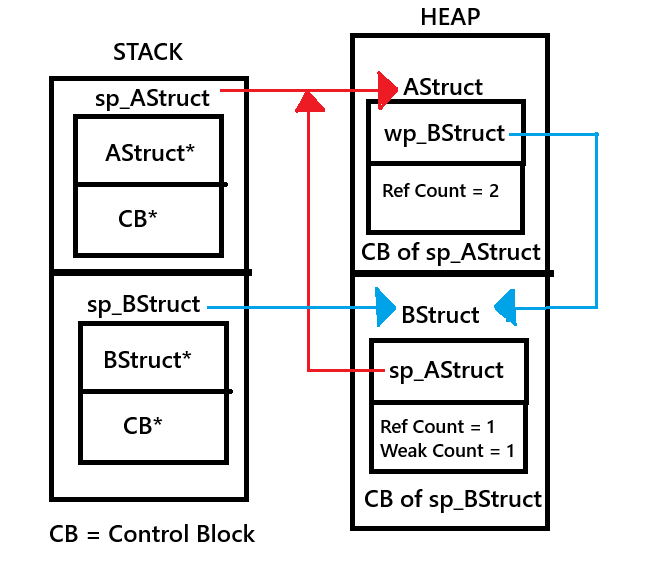 STACK
sp_AStruct
AStruct*
CB*
sp_BStruct
BStruct*
CB*
CB = Control Block
HEAP
AStruct
wp_BStruct
Ref Count = 2
CB of sp_AStruct
BStruct
sp_AStruct
Ref Count = 1
Weak Count = 1
CB of sp_BStruct